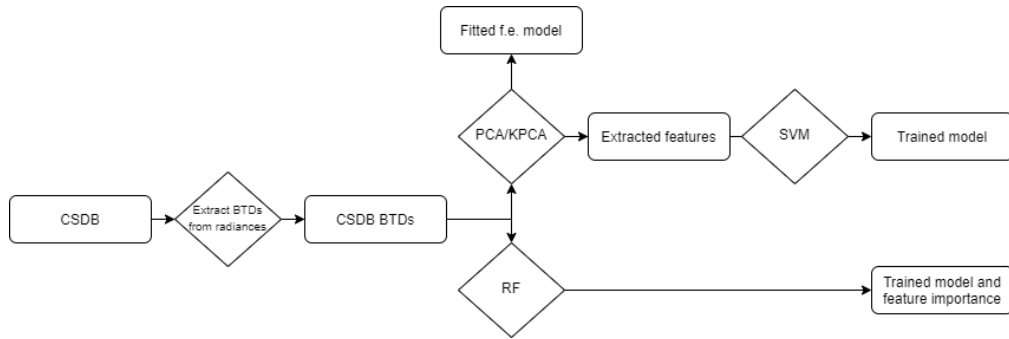 Fitted f.e. model
PCA/KPCA
Extracted features
SVM
Trained model
CSDB
Extract BTDs
from radiances
CSDB BTDs
RF
Trained model and
feature importance